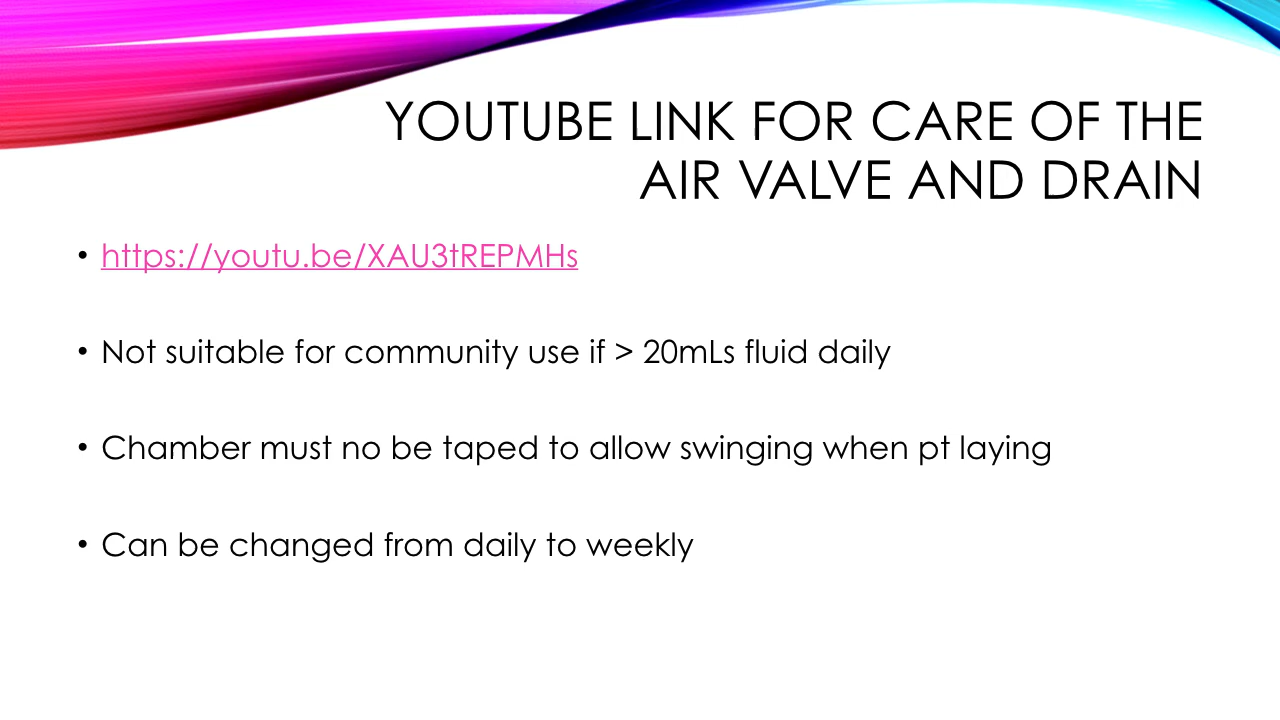 YOUTUBE LINK FOR CARE OF THE
AIR VALVE AND DRAIN
• https://youtu.be/XAU3tREPMHs
• Not suitable for community use if > 20mLs fluid daily
• Chamber must no be taped to allow swinging when pt laying
• Can be changed from daily to weekly